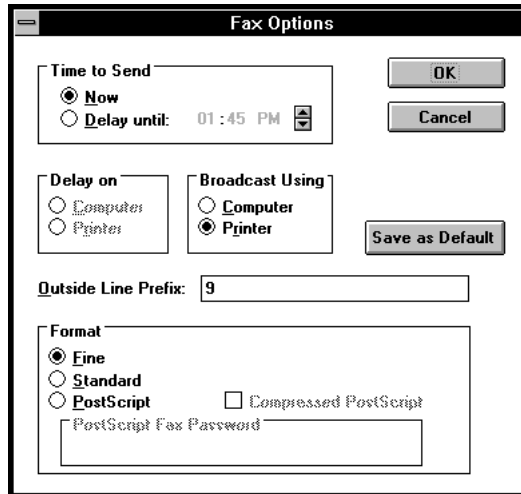 Fax Options
Time to Send
Now
Delay until: 01:45 PM
OK
Cancel
Delay on
Computer
Printer
Broadcast Using
Computer
Printer
Save as Default
Outside Line Prefix: 9
Format
Fine
Standard
PostScript
Compressed PostScript
PostScript Fax Password